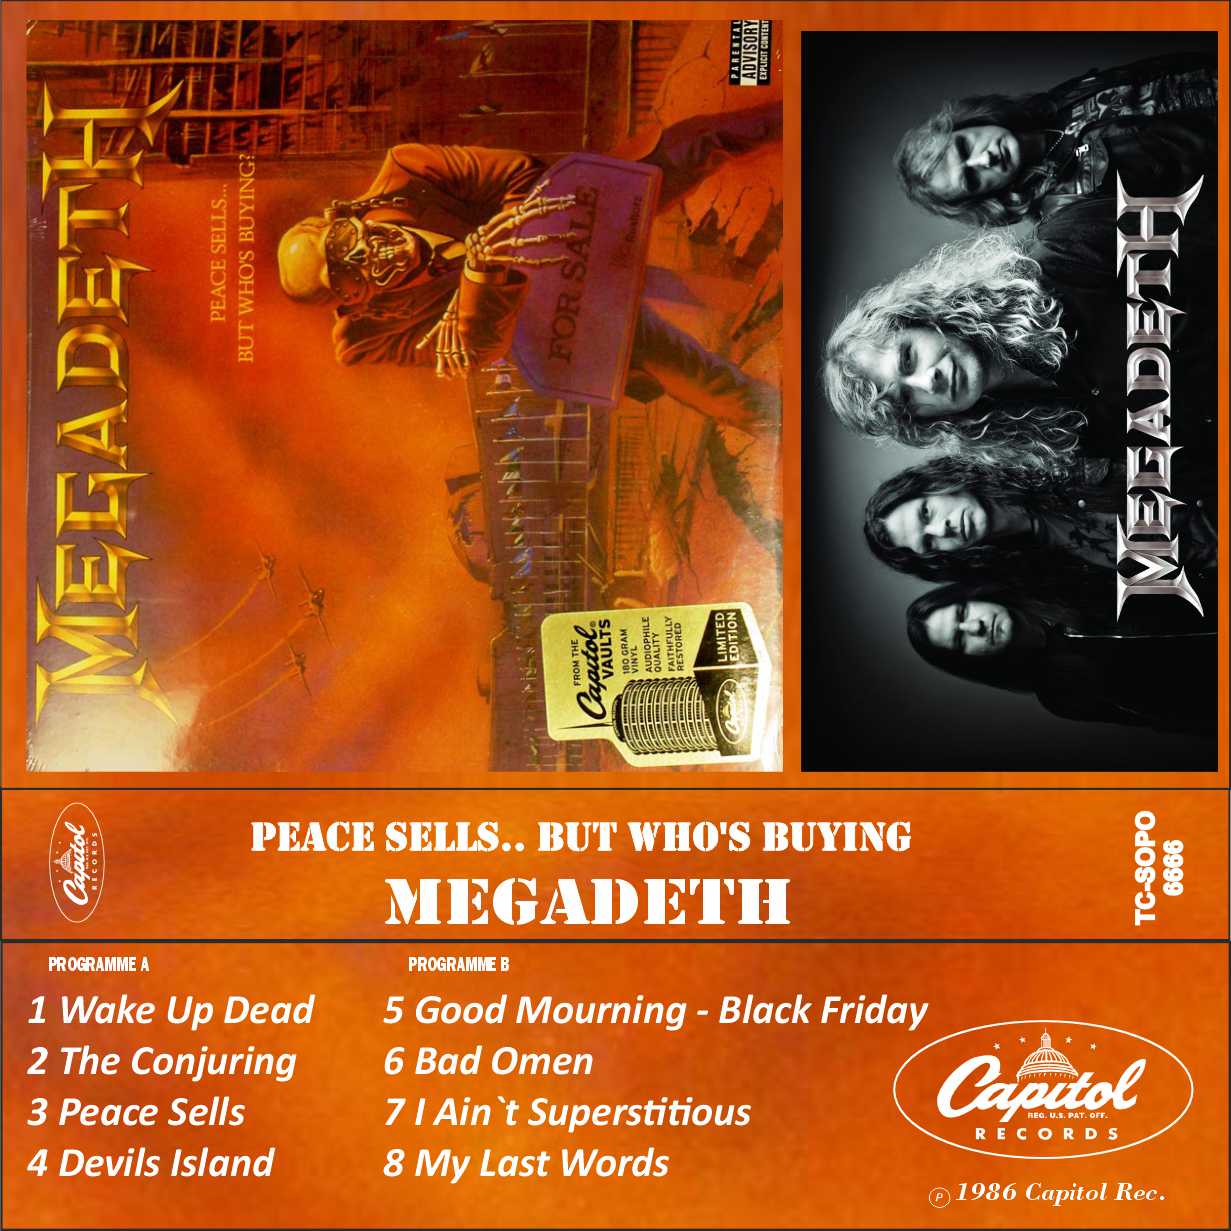 MEGADETH
PEACE SELLS...
BUT WHO'S BUYING?
FOR SALE
PARENTAL
ADVISORY
EXPLICIT CONTENT
FROM THE
Capitol®
VAULTS
180 GRAM
VINYL
AUDIOPHILE
QUALITY
FAITHFULLY
RESTORED
LIMITED
EDITION
Capitol
MEGADETH
Capitol
RECORDS
PEACE SELLS.. BUT WHO'S BUYING
MEGADETH
TC-SOPO
6666
PROGRAMME A
1 Wake Up Dead
2 The Conjuring
3 Peace Sells
4 Devils Island
PROGRAMME B
5 Good Mourning - Black Friday
6 Bad Omen
7 I Ain`t Superstitious
8 My Last Words
Capitol
REG. U.S. PAT. OFF.
RECORDS
℗ 1986 Capitol Rec.